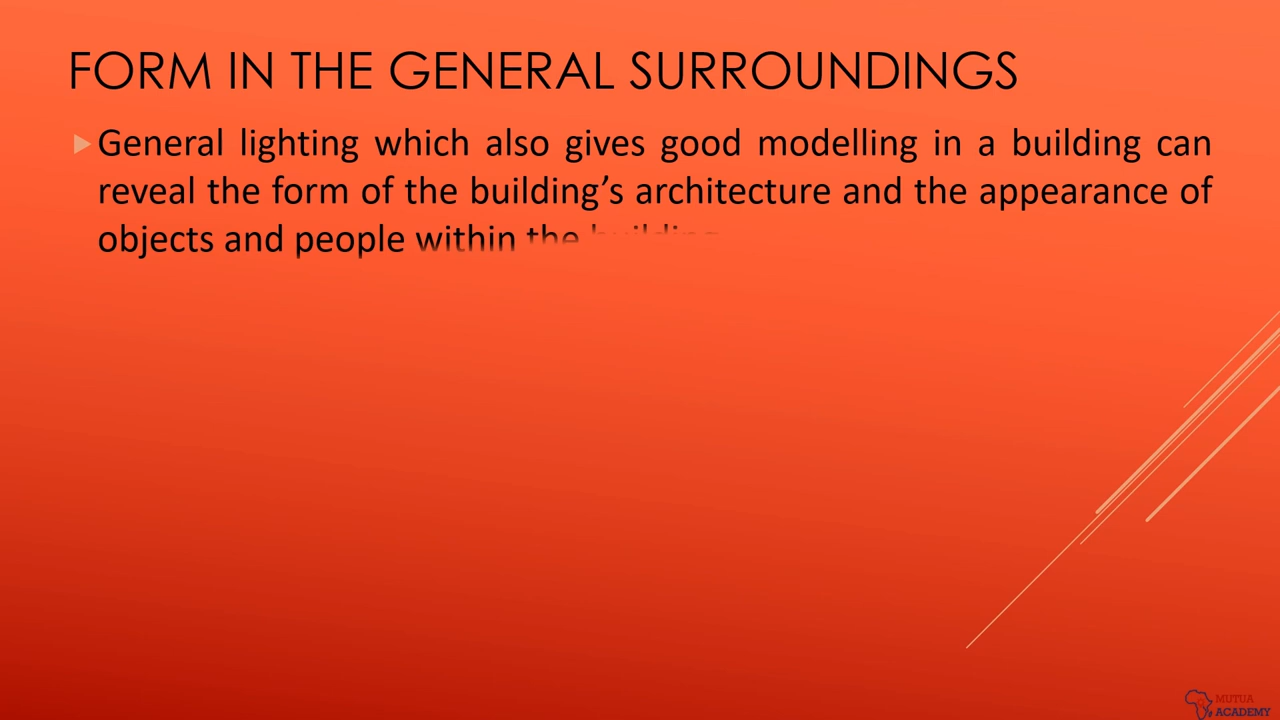 FORM IN THE GENERAL SURROUNDINGS
General lighting which also gives good modelling in a building can
reveal the form of the building’s architecture and the appearance of
objects and people within the building.
MUTUA
ACADEMY